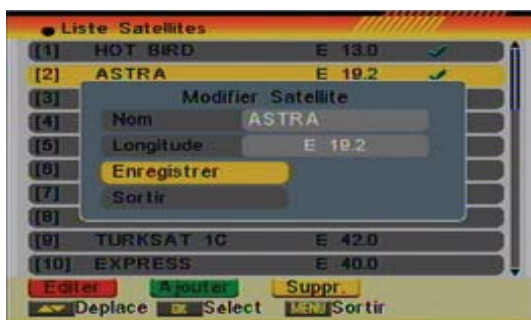 Liste Satellites
[1] HOT BIRD E 13.0
[2] ASTRA E 19.2
[3]
Modifier Satellite
[4]
Nom ASTRA
[5]
Longitude E 19.2
[6]
Enregistrer
[7]
Sortir
[8]
[9] TURKSAT 1C E 42.0
[10] EXPRESS E 40.0
Editer Ajouter Suppr.
Deplace OK Select MENU Sortir